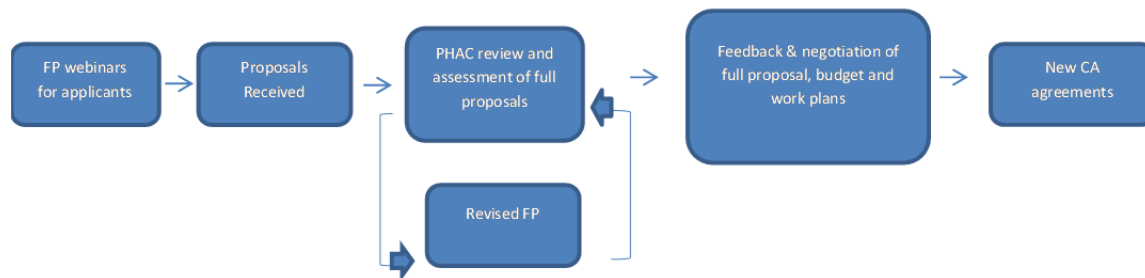 FP webinars
for applicants
Proposals
Received
PHAC review and
assessment of full
proposals
Feedback & negotiation of
full proposal, budget and
work plans
New CA
agreements
Revised FP